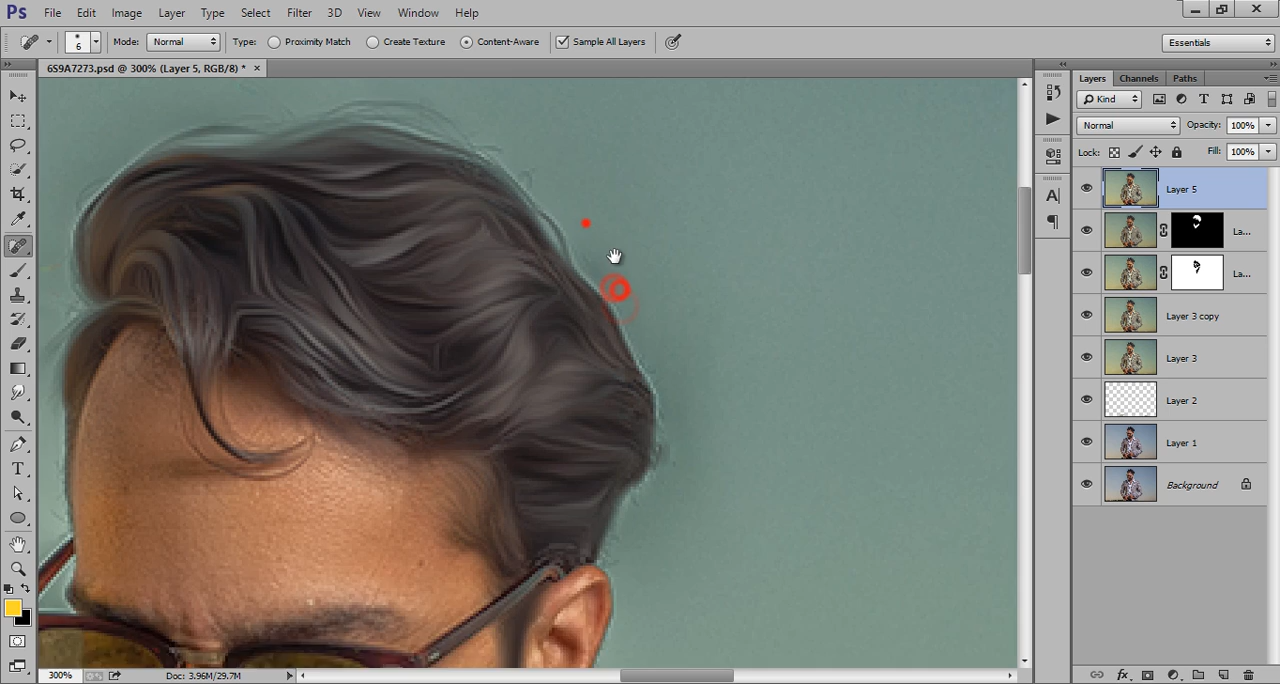 Ps File Edit Image Layer Type Select Filter 3D View Window Help
6 Mode: Normal Type: Proximity Match Create Texture Content-Aware Sample All Layers Essentials
6S9A7273.psd @ 300% (Layer 5, RGB/8) * ×
Layers Channels Paths
Kind
Normal Opacity: 100%
Lock: Fill: 100%
Layer 5
La...
La...
Layer 3 copy
Layer 3
Layer 2
Layer 1
Background
300% Doc: 3.96M/29.7M